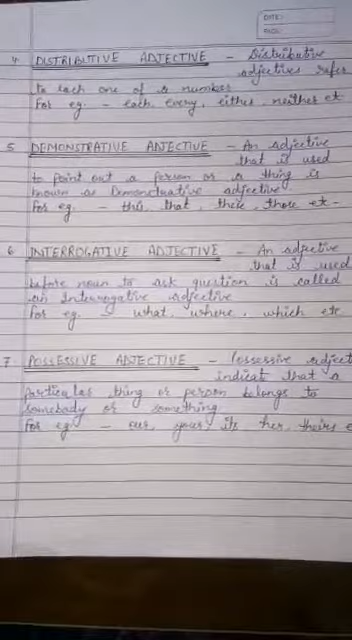 DATE:
PAGE:
4 DISTRIBUTIVE ADJECTIVE - Distributive
adjectives refer
to each one of a number
For eg. - each, every, either, neither et
5 DEMONSTRATIVE ADJECTIVE - An adjective
that is used
to point out a person or a thing is
known as Demonstrative adjective
For eg. - this, that, these, those etc
6 INTERROGATIVE ADJECTIVE - An adjective
that is used
before noun to ask question is called
an Interrogative adjective
For eg. - what, where, which etc
7 POSSESSIVE ADJECTIVE - Possessive adject
indicate that a
particular thing or person belongs to
somebody or something
For eg. - our, your, its, her, theirs e